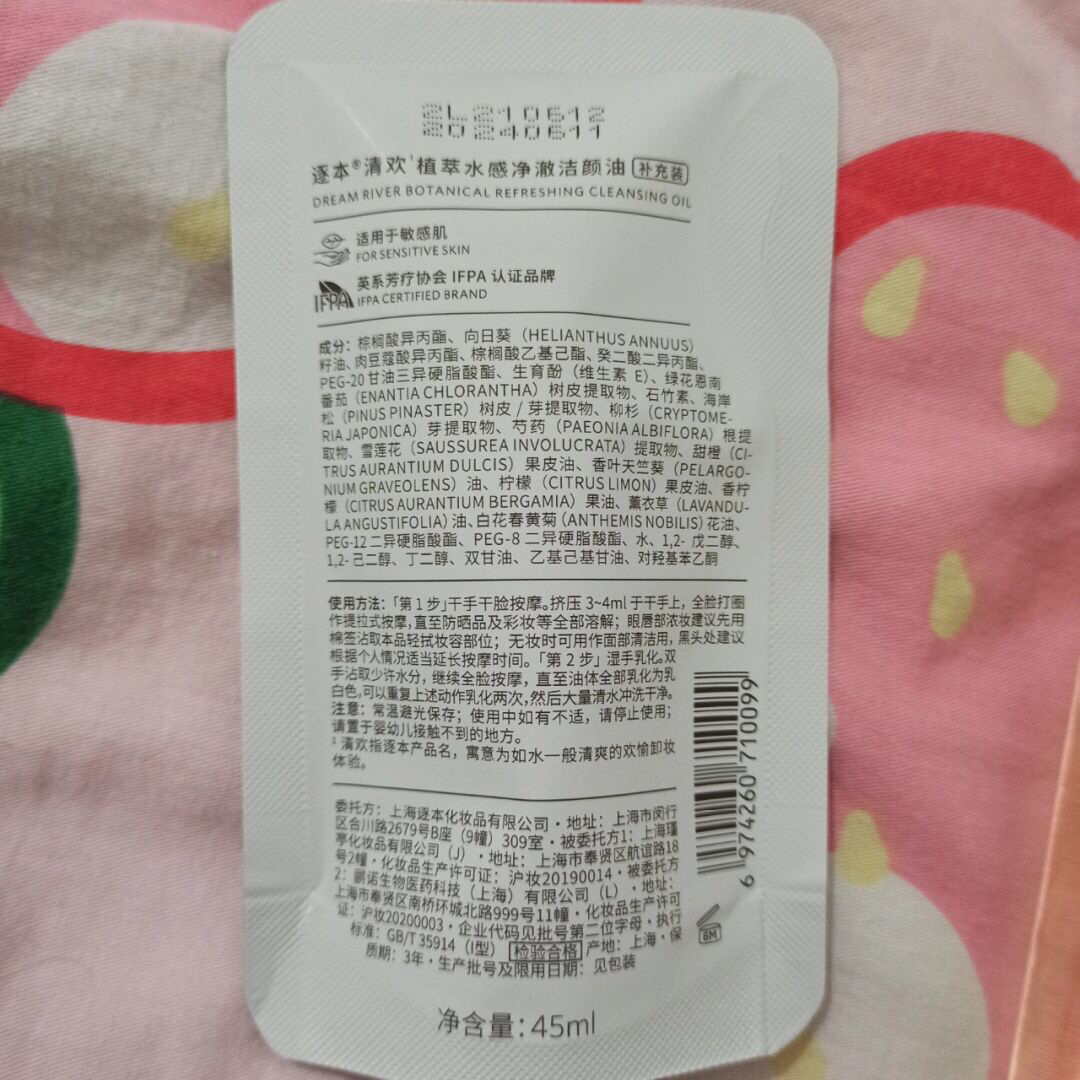 2L210612
20240611
逐本®清欢¹植萃水感净澈洁颜油 补充装
DREAM RIVER BOTANICAL REFRESHING CLEANSING OIL
适用于敏感肌
FOR SENSITIVE SKIN
英系芳疗协会 IFPA 认证品牌
IFPA IFPA CERTIFIED BRAND
成分：棕榈酸异丙酯、向日葵（HELIANTHUS ANNUUS）
籽油、肉豆蔻酸异丙酯、棕榈酸乙基己酯、癸二酸二异丙酯、
PEG-20 甘油三异硬脂酸酯、生育酚（维生素 E）、绿花恩南
番茄（ENANTIA CHLORANTHA）树皮提取物、石竹素、海岸
松（PINUS PINASTER）树皮 / 芽提取物、柳杉（CRYPTOME-
RIA JAPONICA）芽提取物、芍药（PAEONIA ALBIFLORA）根提
取物、雪莲花（SAUSSUREA INVOLUCRATA）提取物、甜橙（CI-
TRUS AURANTIUM DULCIS）果皮油、香叶天竺葵（PELARGO-
NIUM GRAVEOLENS）油、柠檬（CITRUS LIMON）果皮油、香柠
檬（CITRUS AURANTIUM BERGAMIA）果油、薰衣草（LAVANDU-
LA ANGUSTIFOLIA）油、白花春黄菊（ANTHEMIS NOBILIS）花油、
PEG-12 二异硬脂酸酯、PEG-8 二异硬脂酸酯、水、1,2- 戊二醇、
1,2- 己二醇、丁二醇、双甘油、乙基己基甘油、对羟基苯乙酮
使用方法：「第 1 步」干手干脸按摩。挤压 3~4ml 于干手上，全脸打圈
作提拉式按摩，直至防晒品及彩妆等全部溶解；眼唇部浓妆建议先用
棉签沾取本品轻拭妆容部位；无妆时可用作面部清洁用，黑头处建议
根据个人情况适当延长按摩时间。「第 2 步」湿手乳化。双
手沾取少许水分，继续全脸按摩，直至油体全部乳化为乳
白色，可以重复上述动作乳化两次，然后大量清水冲洗干净。
注意：常温避光保存；使用中如有不适，请停止使用；
请置于婴幼儿接触不到的地方。
¹ 清欢指逐本产品名，寓意为如水一般清爽的欢愉卸妆
体验。
委托方：上海逐本化妆品有限公司·地址：上海市闵行
区合川路2679号B座（9幢）309室·被委托方1：上海瑾
亭化妆品有限公司（J）·地址：上海市奉贤区航谊路18
号2幢·化妆品生产许可证：沪妆20190014·被委托方
2：鹏诺生物医药科技（上海）有限公司（L）·地址：
上海市奉贤区南桥环城北路999号11幢·化妆品生产许可
证：沪妆20200003·企业代码见批号第二位字母·执行
标准：GB/T 35914（I型） 检验合格 产地：上海·保
质期：3年·生产批号及限用日期：见包装
6 974260 710099
6M
净含量：45ml